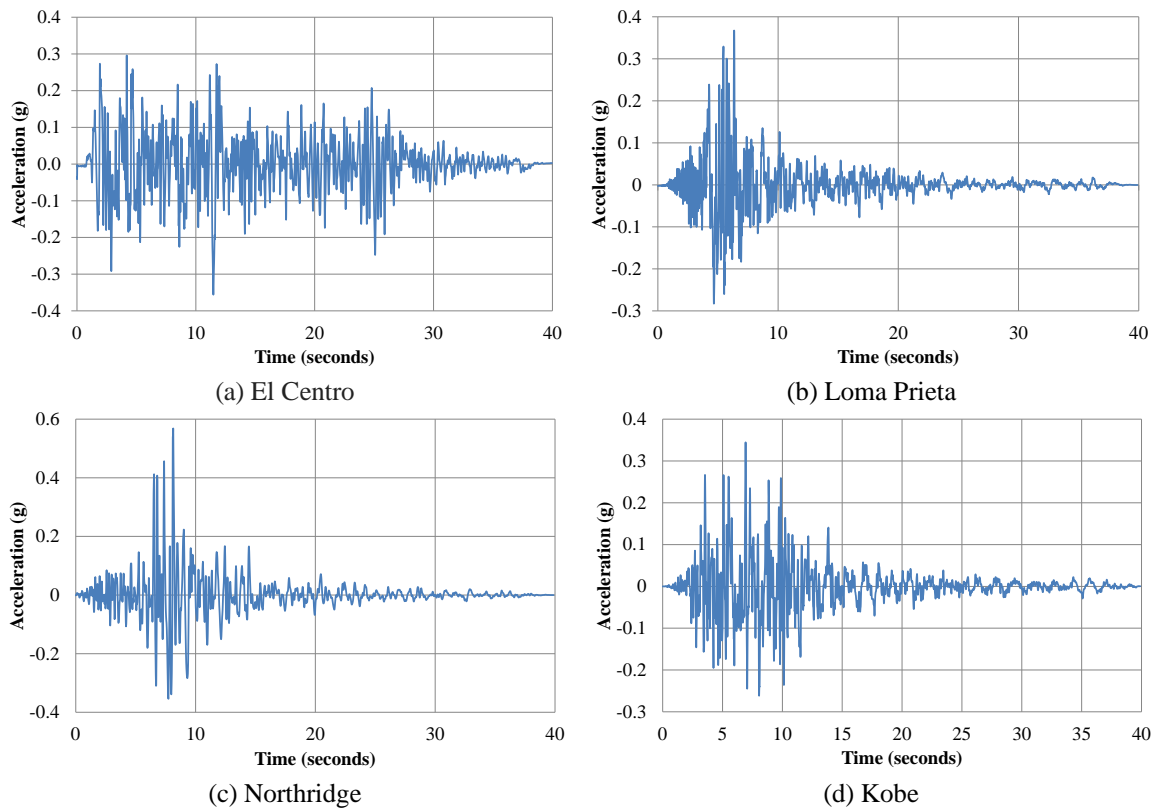 0.4
0.3
0.2
0.1
0.0
-0.1
-0.2
-0.3
-0.4
Acceleration (g)
0 10 20 30 40
Time (seconds)
(a) El Centro
0.4
0.3
0.2
0.1
0
-0.1
-0.2
-0.3
Acceleration (g)
0 10 20 30 40
Time (seconds)
(b) Loma Prieta
0.6
0.4
0.2
0
-0.2
-0.4
Acceleration (g)
0 10 20 30 40
Time (seconds)
(c) Northridge
0.4
0.3
0.2
0.1
0
-0.1
-0.2
-0.3
Acceleration (g)
0 5 10 15 20 25 30 35 40
Time (seconds)
(d) Kobe